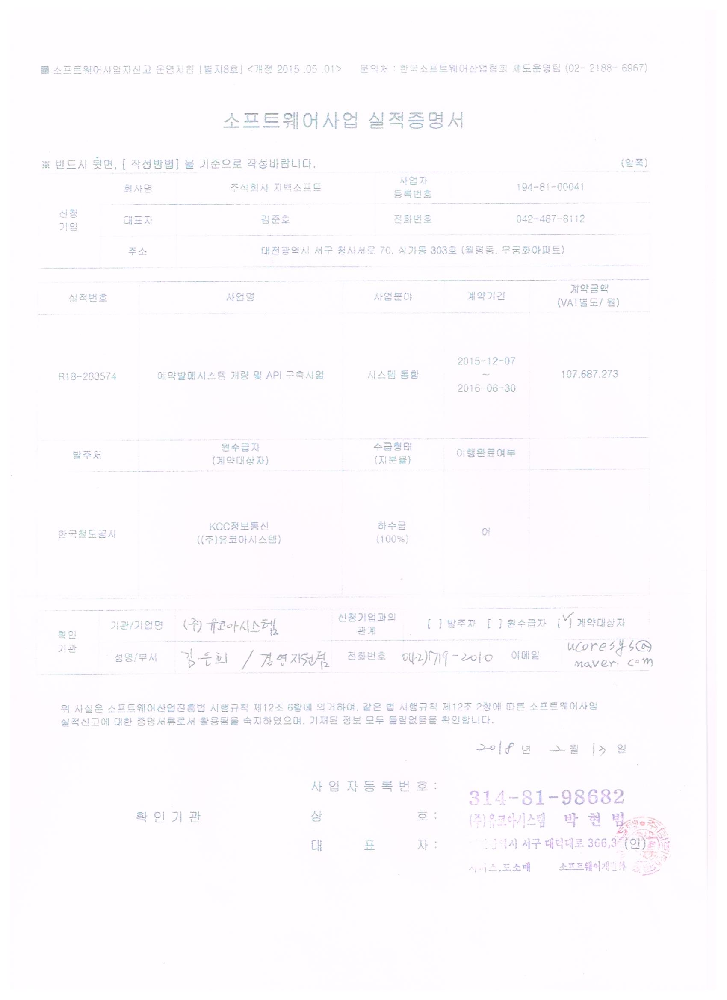 ■ 소프트웨어사업자신고 운영지침 [별지8호] <개정 2015 .05 .01> 문의처 : 한국소프트웨어산업협회 제도운영팀 (02- 2188- 6967)
소프트웨어사업 실적증명서
※ 반드시 뒷면, [ 작성방법] 을 기준으로 작성바랍니다.
(앞쪽)
신청
기업
회사명 주식회사 지벡소프트 사업자
등록번호 194-81-00041
대표자 김준호 전화번호 042-487-8112
주소 대전광역시 서구 청사서로 70, 상가동 303호 (월평동, 무궁화아파트)
실적번호 사업명 사업분야 계약기간 계약금액
(VAT별도/ 원)
R18-283574 예약발매시스템 개량 및 API 구축사업 시스템 통합 2015-12-07
~
2016-06-30
107,687,273
발주처 원수급자
(계약대상자)
수급형태
(지분율)
이행완료여부
한국철도공사 KCC정보통신
((주)유코아시스템)
하수급
(100%)
여
확인
기관
기관/기업명 (주) 유코아시스템 신청기업과의
관계
[ ] 발주자 [ ] 원수급자 [✓] 계약대상자
성명/부서 김은희 / 경영지원팀 전화번호 042)719-2010 이메일 ucoresys@
naver.com
위 사실은 소프트웨어산업진흥법 시행규칙 제12조 6항에 의거하여, 같은 법 시행규칙 제12조 2항에 따른 소프트웨어사업
실적신고에 대한 증명서류로서 활용됨을 숙지하였으며, 기재된 정보 모두 틀림없음을 확인합니다.
2018 년 2 월 13 일
확 인 기 관
사 업 자 등 록 번 호 : 314-81-98682
상 호 : (주)유코아시스템 박 현 범
대 표 자 : 서구 대덕대로 366,3 (인)
도소매